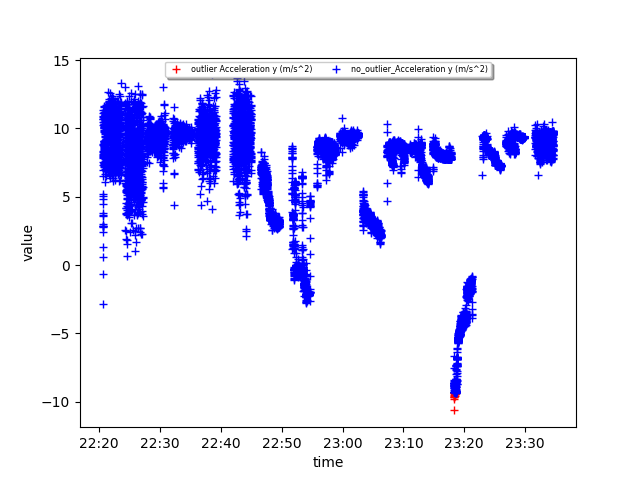 outlier Acceleration y (m/s^2) no_outlier_Acceleration y (m/s^2)
15
10
5
0
−5
−10
value
22:20 22:30 22:40 22:50 23:00 23:10 23:20 23:30
time